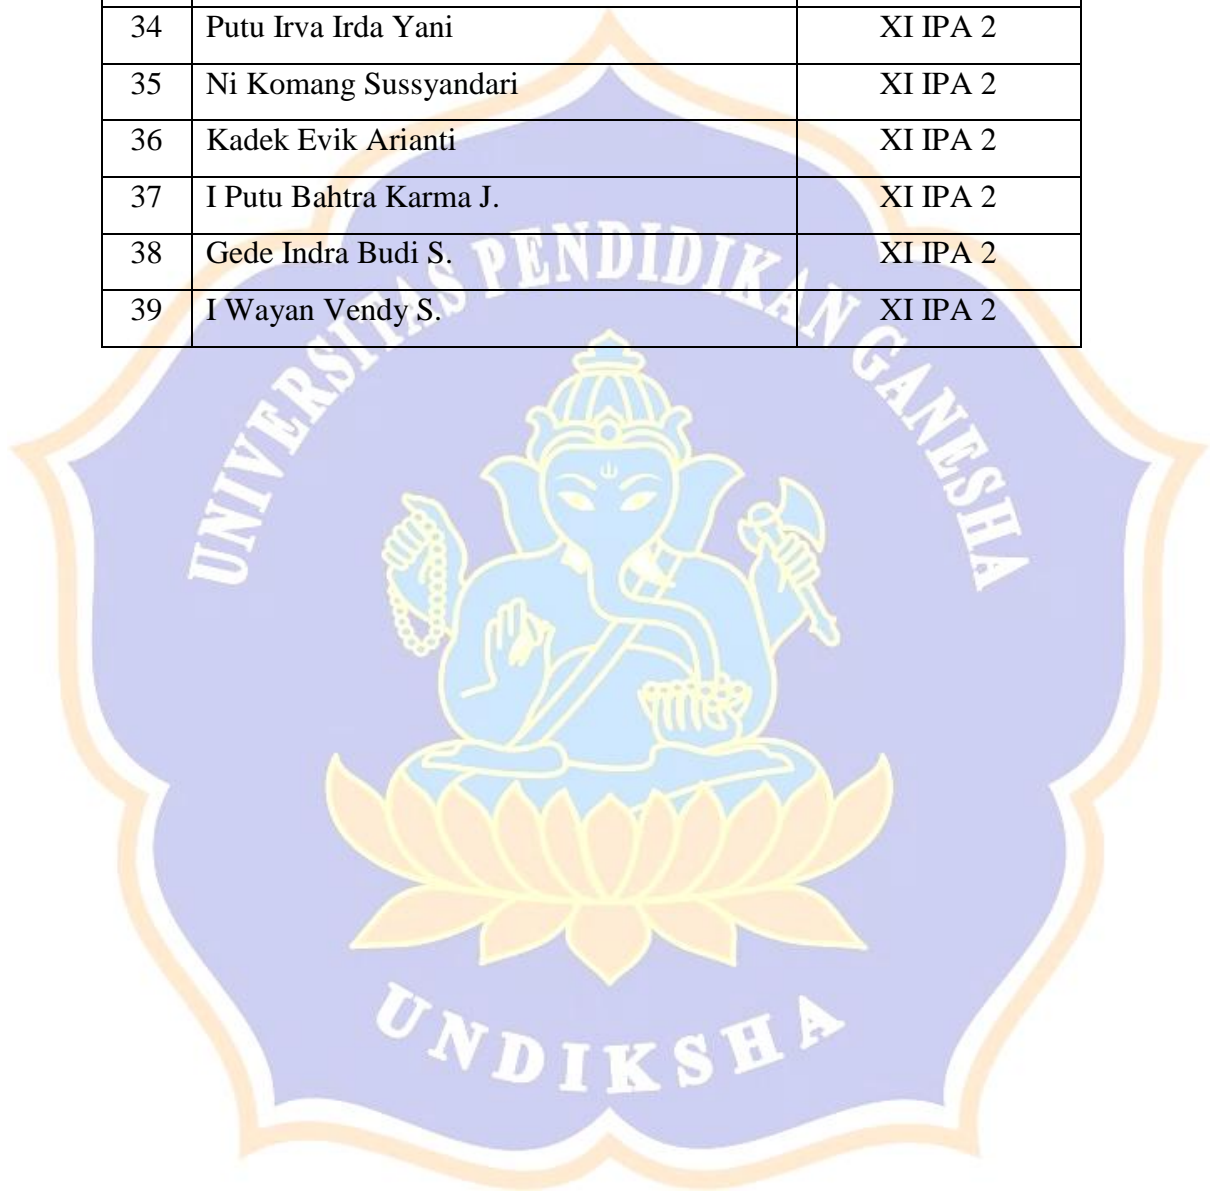 34 Putu Irva Irda Yani XI IPA 2
35 Ni Komang Sussyandari XI IPA 2
36 Kadek Evik Arianti XI IPA 2
37 I Putu Bahtra Karma J. XI IPA 2
38 Gede Indra Budi S. XI IPA 2
39 I Wayan Vendy S. XI IPA 2
UNIVERSITAS PENDIDIKAN GANESHA
UNDIKSHA